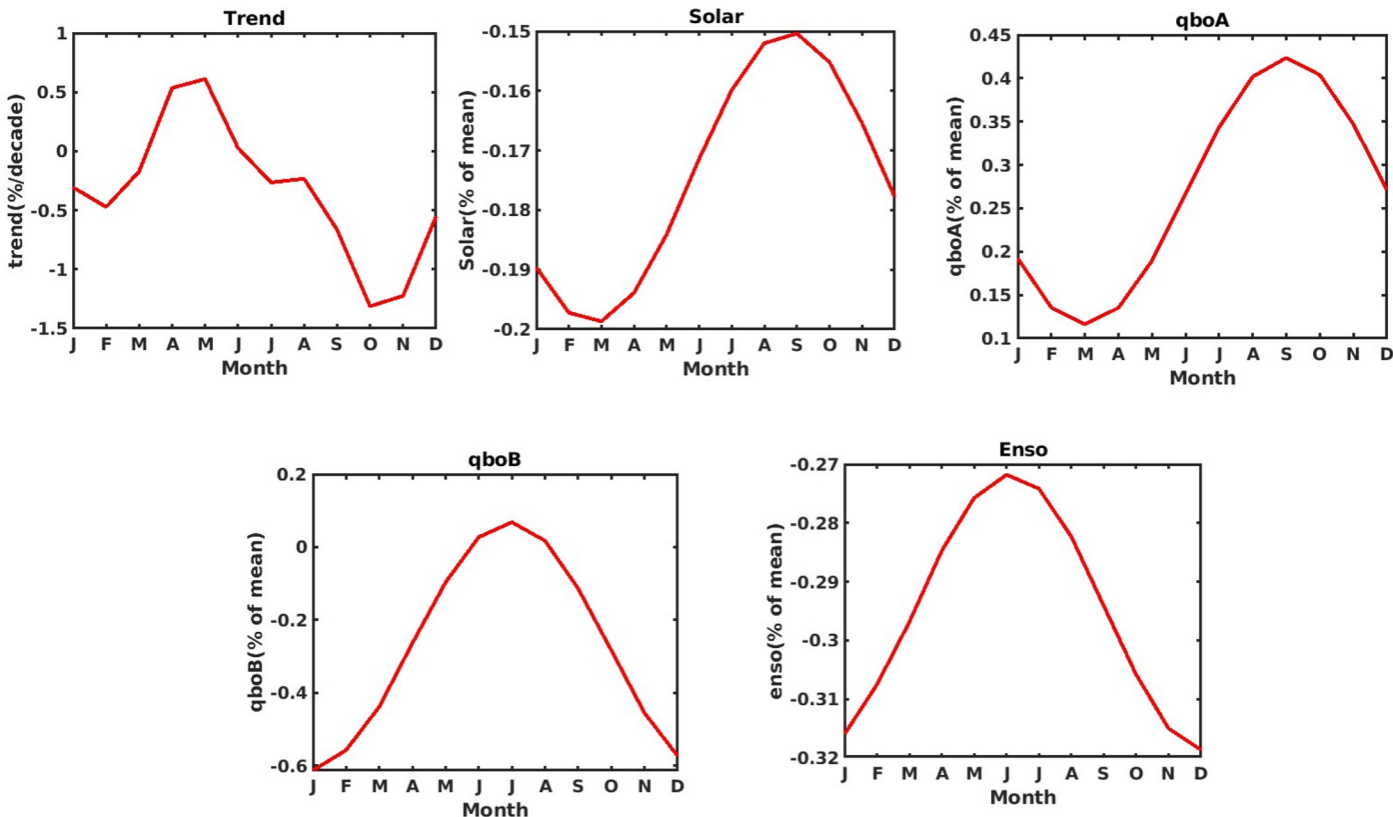 Trend
trend(%/decade)
1
0.5
0
-0.5
-1
-1.5
J F M A M J J A S O N D
Month
Solar
Solar(% of mean)
-0.15
-0.16
-0.17
-0.18
-0.19
-0.2
J F M A M J J A S O N D
Month
qboA
qboA(% of mean)
0.45
0.4
0.35
0.3
0.25
0.2
0.15
0.1
J F M A M J J A S O N D
Month
qboB
qboB(% of mean)
0.2
0
-0.2
-0.4
-0.6
J F M A M J J A S O N D
Month
Enso
enso(% of mean)
-0.27
-0.28
-0.29
-0.3
-0.31
-0.32
J F M A M J J A S O N D
Month